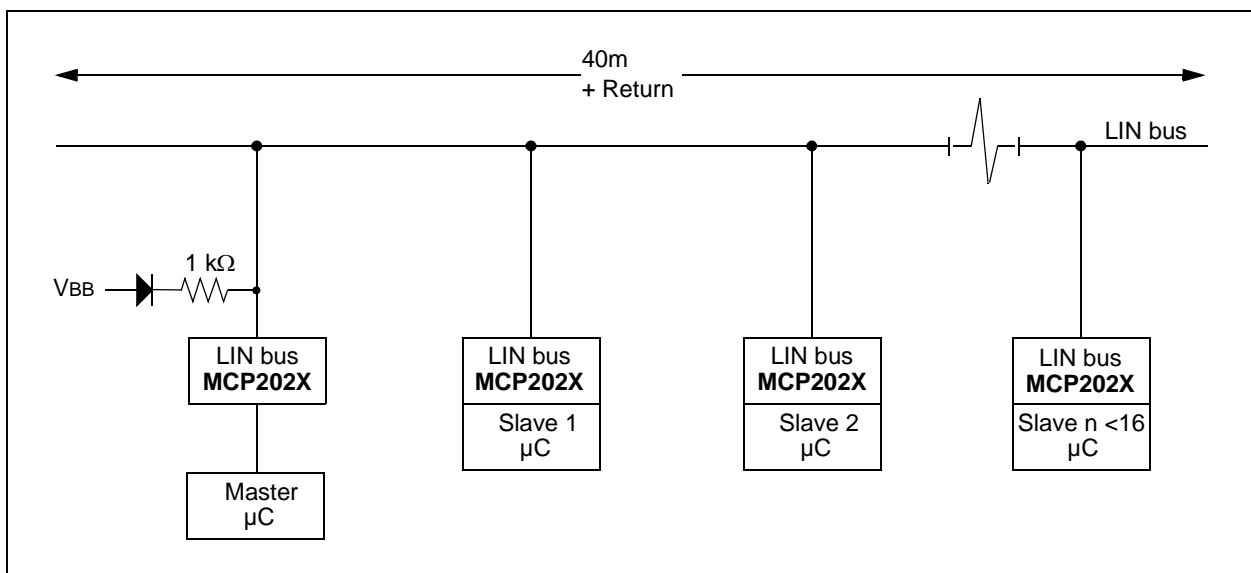 40m
+ Return
LIN bus
1 kΩ
VBB
LIN bus
MCP202X
Master
µC
LIN bus
MCP202X
Slave 1
µC
LIN bus
MCP202X
Slave 2
µC
LIN bus
MCP202X
Slave n <16
µC